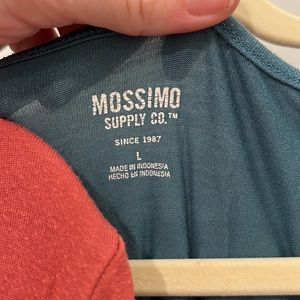 MOSSIMO
SUPPLY CO.™
SINCE 1987
L
MADE IN INDONESIA
HECHO EN INDONESIA